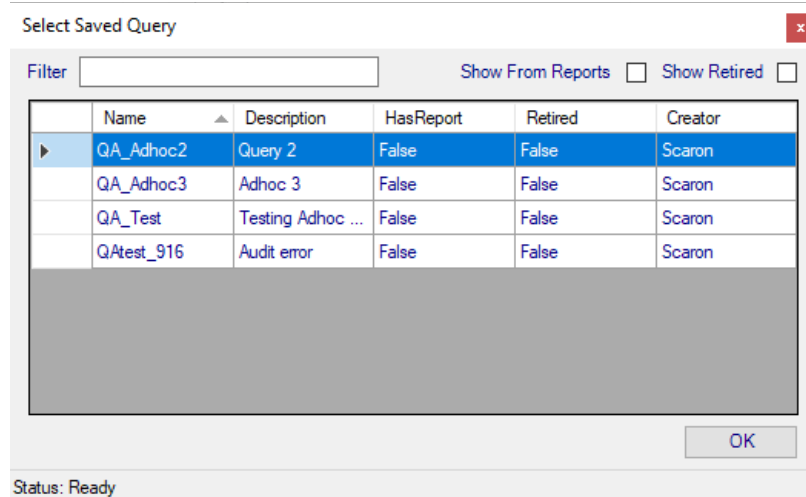 Select Saved Query
x
Filter Show From Reports Show Retired
Name Description HasReport Retired Creator
QA_Adhoc2 Query 2 False False Scaron
QA_Adhoc3 Adhoc 3 False False Scaron
QA_Test Testing Adhoc ... False False Scaron
QAtest_916 Audit error False False Scaron
OK
Status: Ready